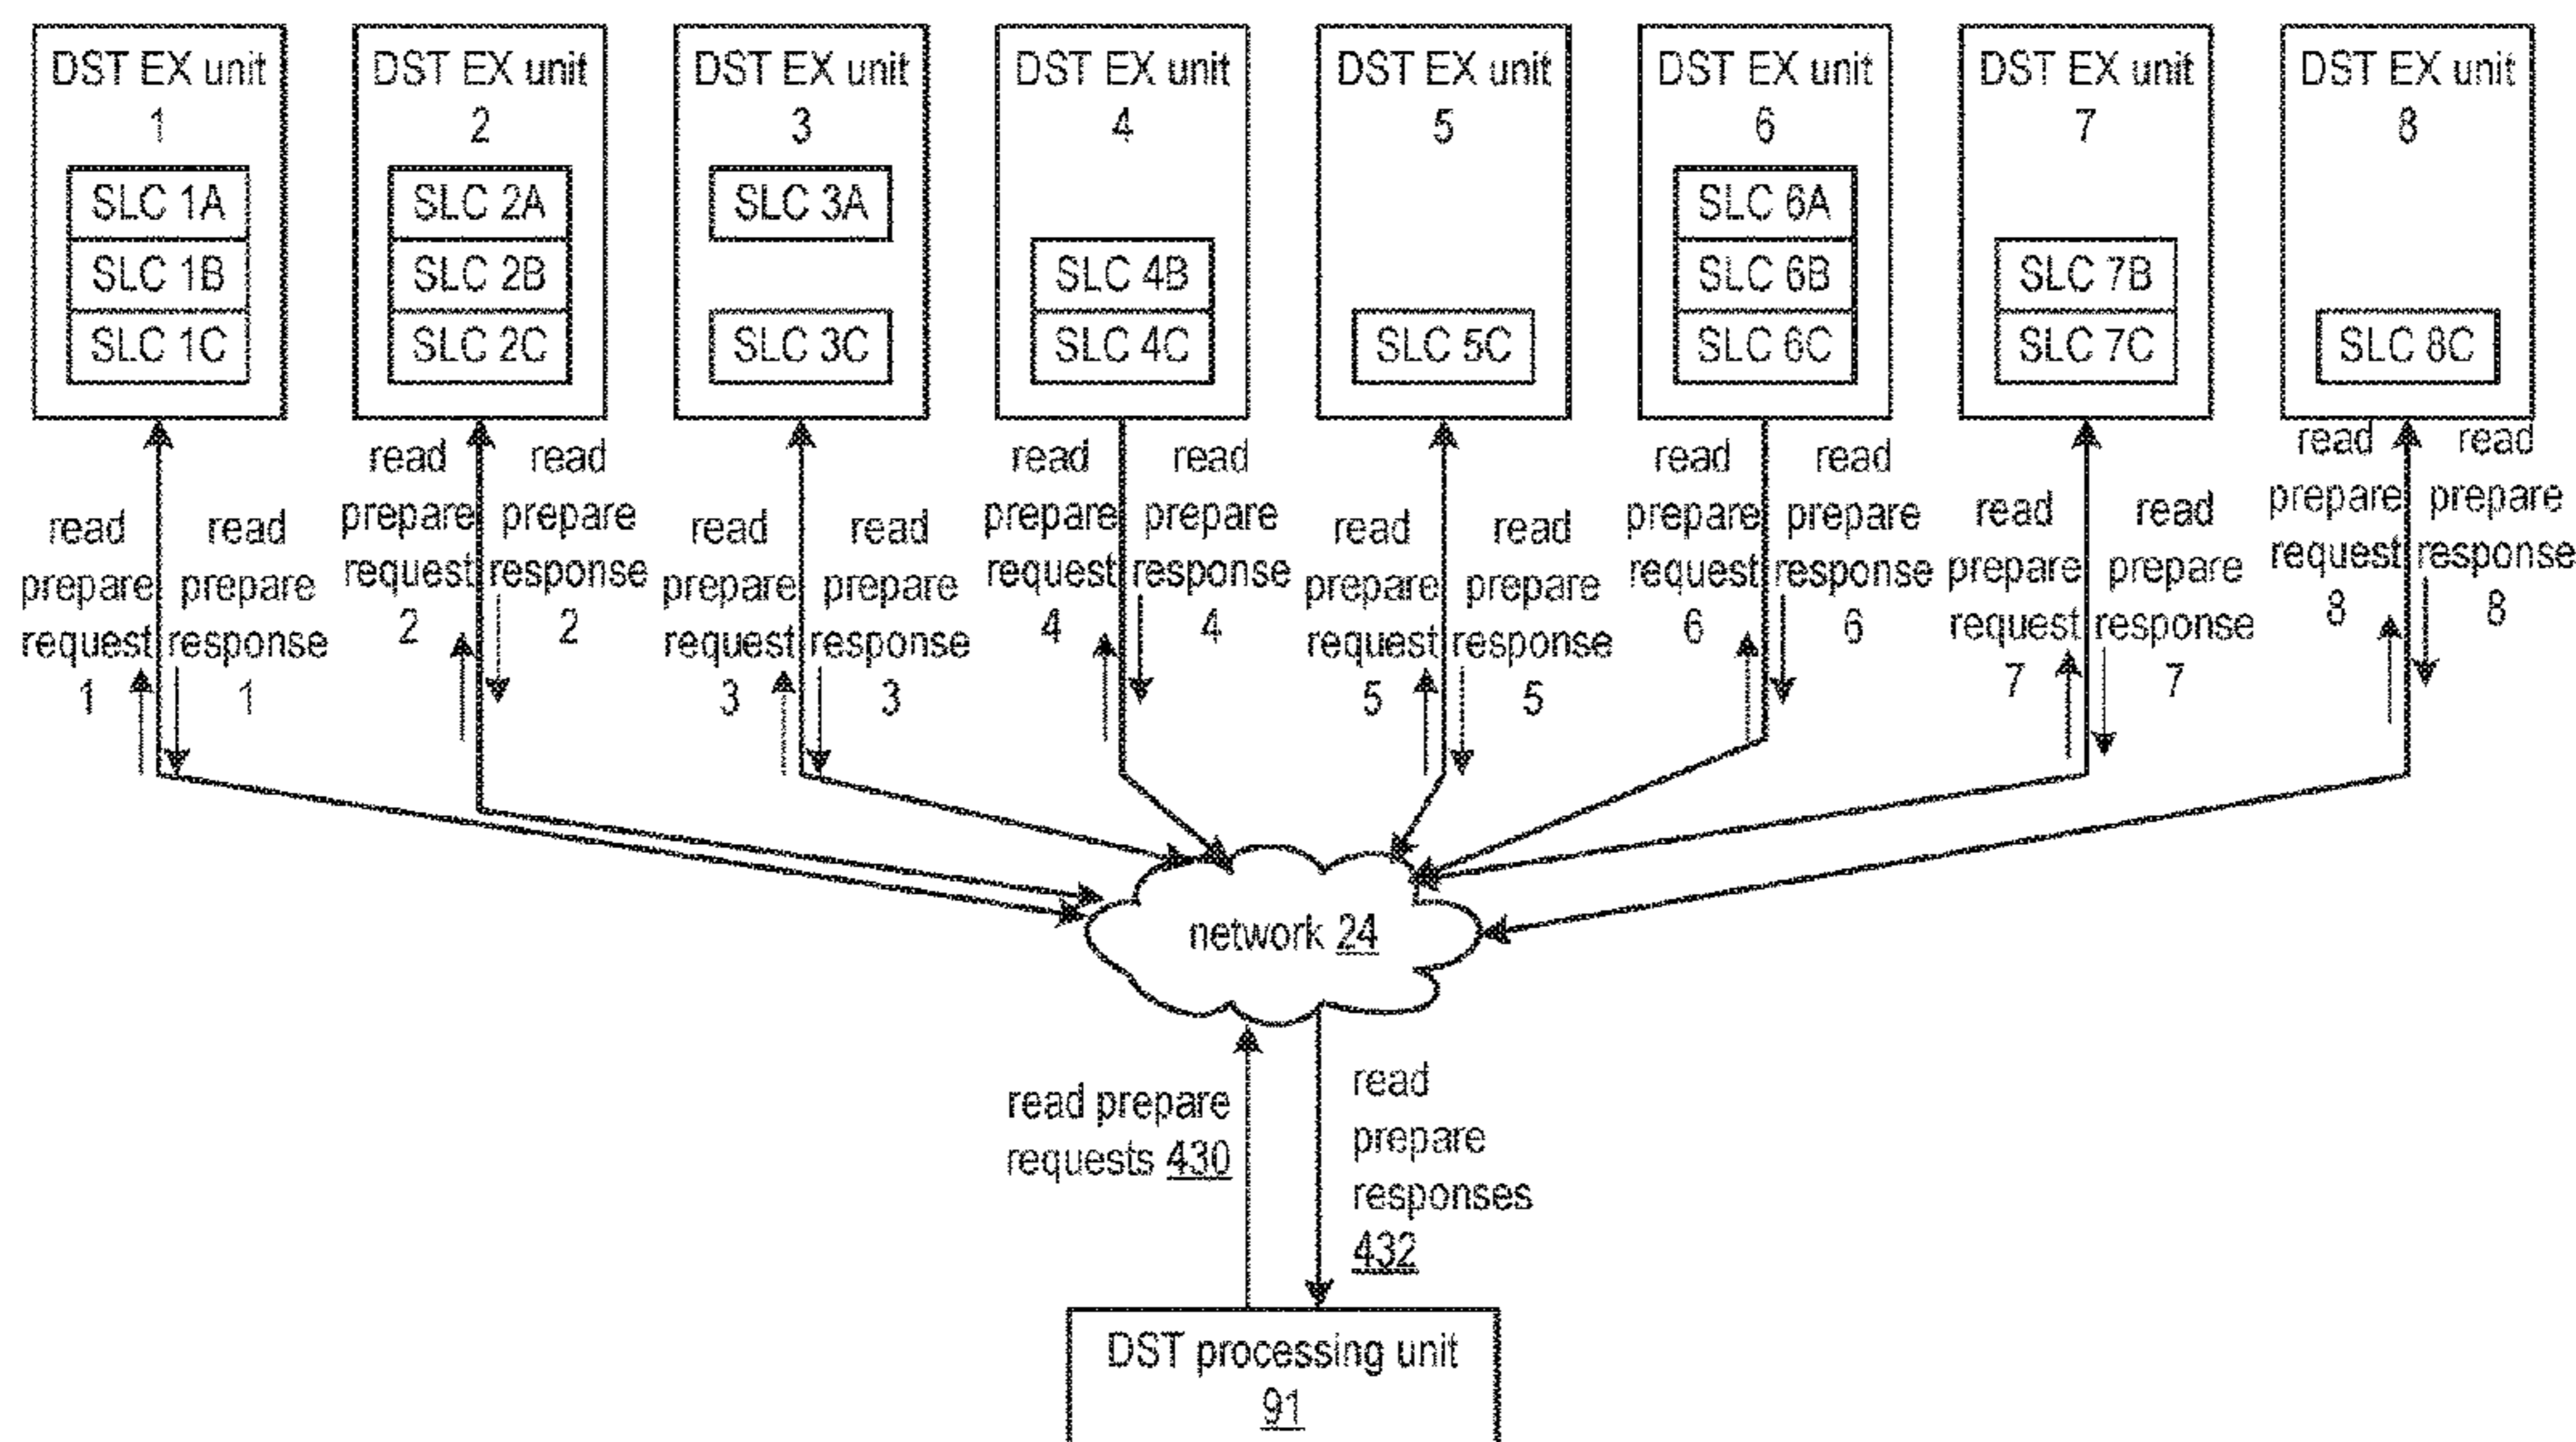 DST EX unit
1
SLC 1A
SLC 1B
SLC 1C
DST EX unit
2
SLC 2A
SLC 2B
SLC 2C
DST EX unit
3
SLC 3A
SLC 3C
DST EX unit
4
SLC 4B
SLC 4C
DST EX unit
5
SLC 5C
DST EX unit
6
SLC 6A
SLC 6B
SLC 6C
DST EX unit
7
SLC 7B
SLC 7C
DST EX unit
8
SLC 8C
read
prepare
request
1
read
prepare
response
1
read
prepare
request
2
read
prepare
response
2
read
prepare
request
3
read
prepare
response
3
read
prepare
request
4
read
prepare
response
4
read
prepare
request
5
read
prepare
response
5
read
prepare
request
6
read
prepare
response
6
read
prepare
request
7
read
prepare
response
7
read
prepare
request
8
read
prepare
response
8
network 24
read prepare
requests 430
read
prepare
responses
432
DST processing unit
91